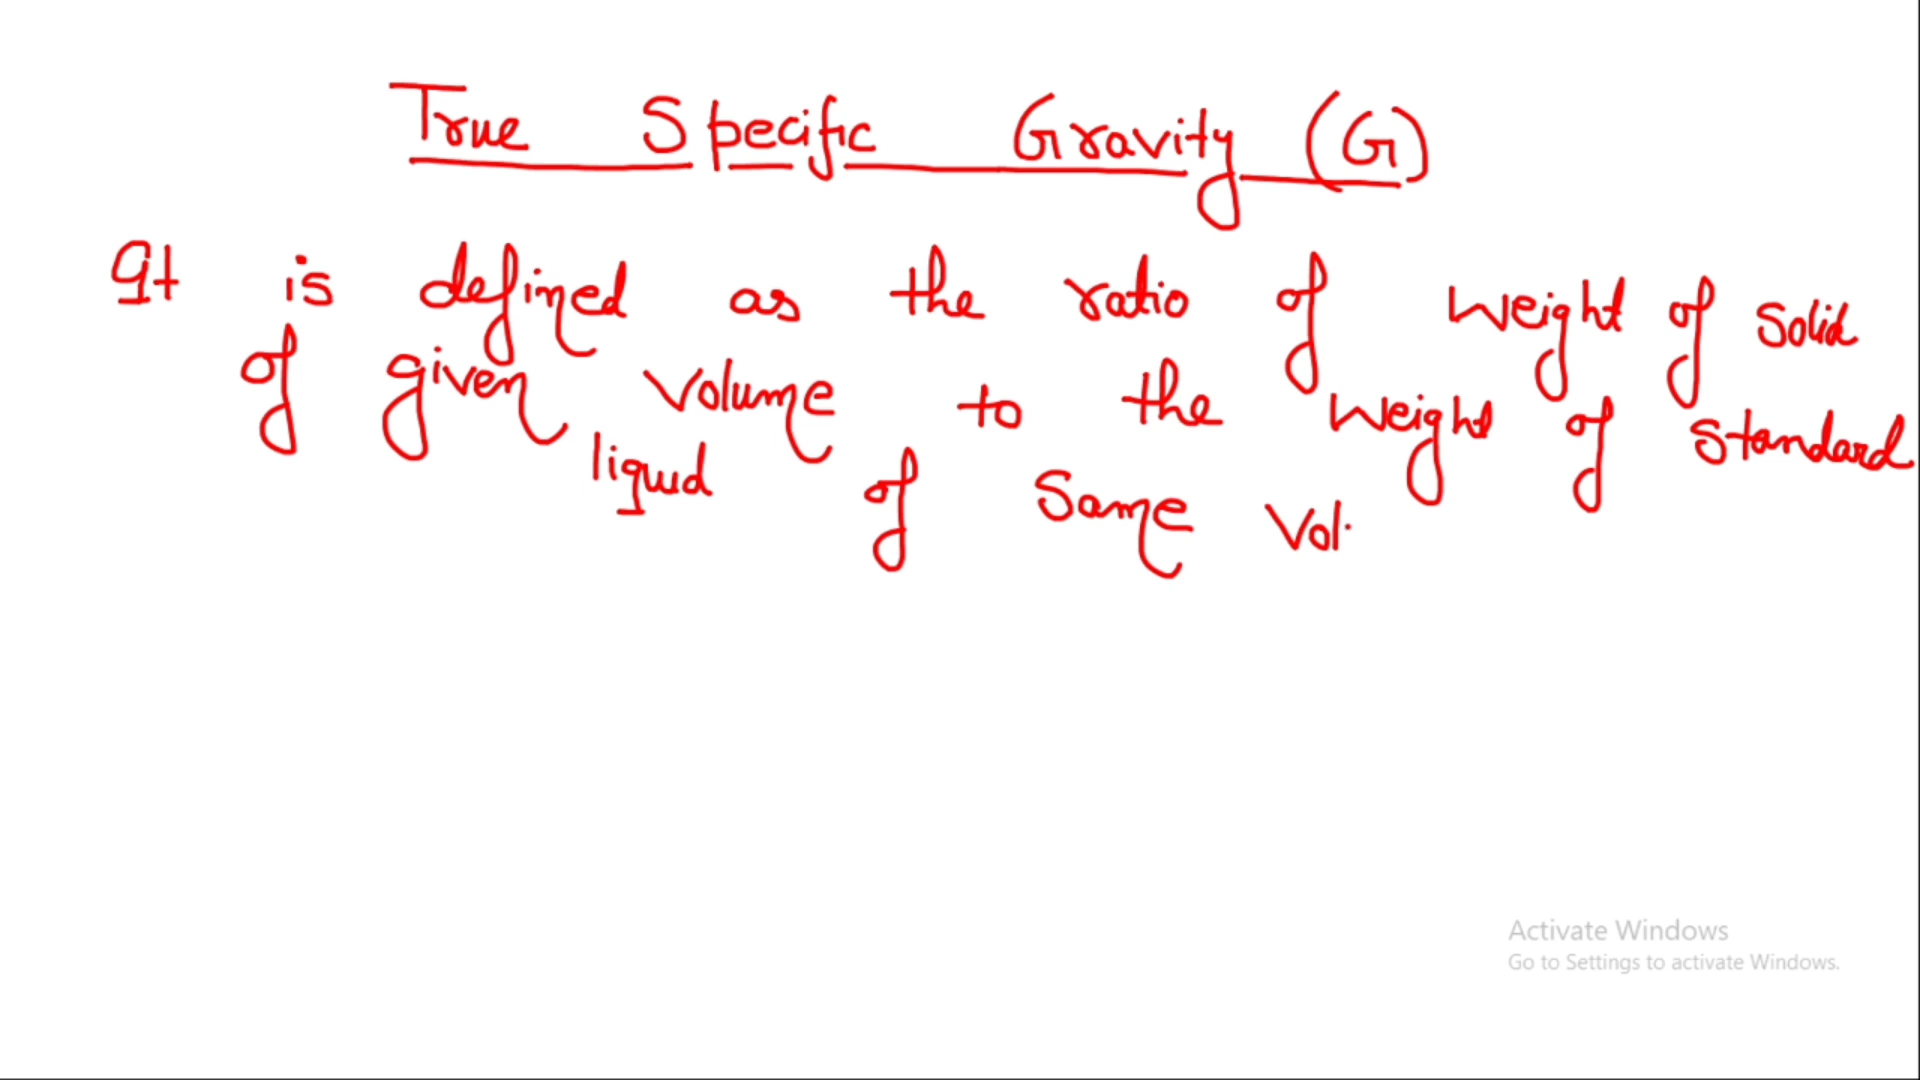 True Specific Gravity (G)
It is defined as the ratio of weight of solid
of given volume to the weight of standard
liquid of same vol.
Activate Windows
Go to Settings to activate Windows.